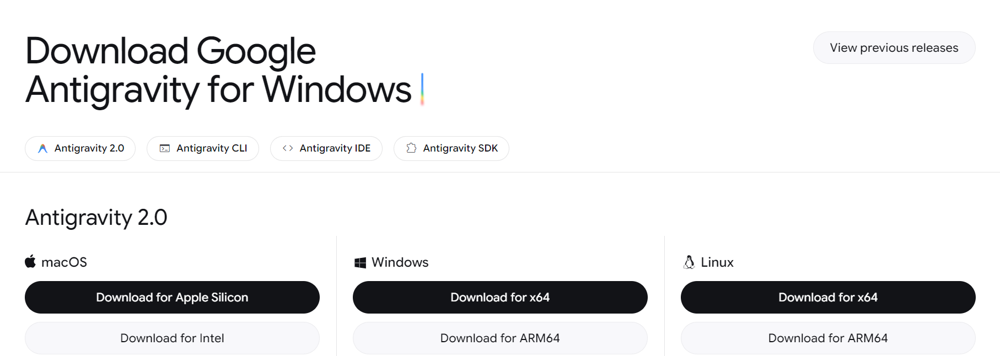 Download Google
Antigravity for Windows
View previous releases
Antigravity 2.0
Antigravity CLI
Antigravity IDE
Antigravity SDK
Antigravity 2.0
macOS
Download for Apple Silicon
Download for Intel
Windows
Download for x64
Download for ARM64
Linux
Download for x64
Download for ARM64